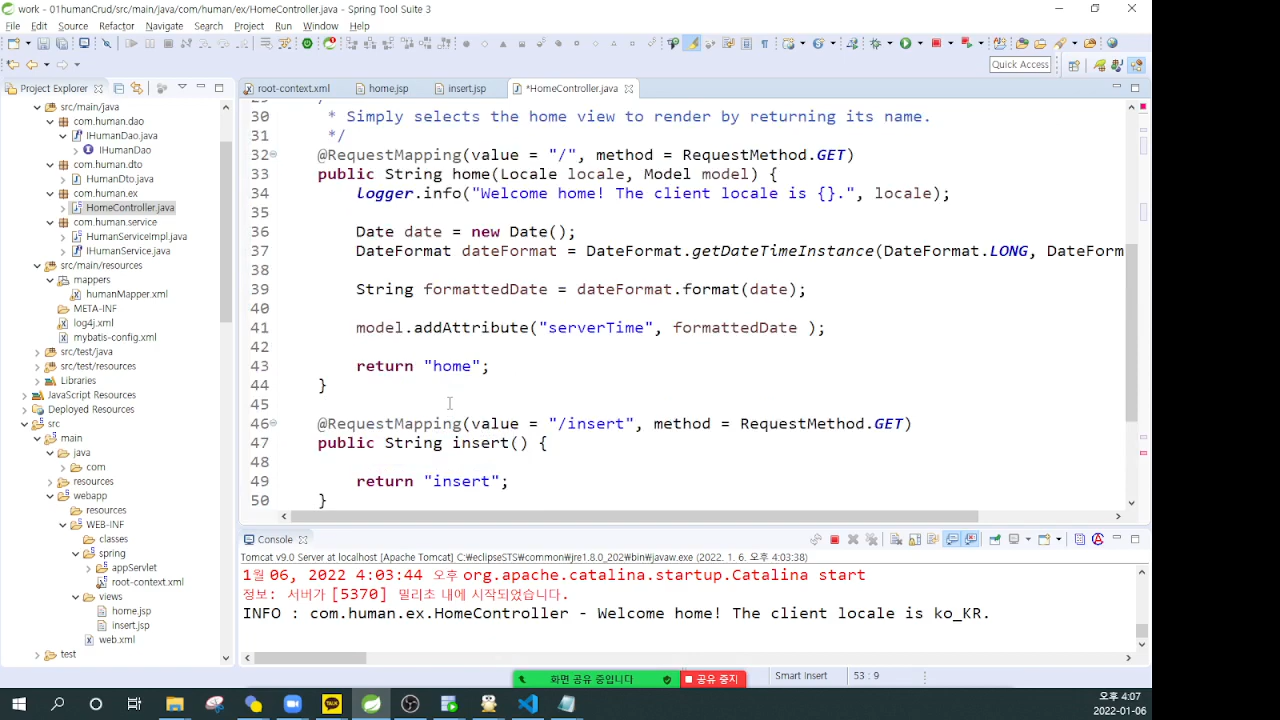 work - 01humanCrud/src/main/java/com/human/ex/HomeController.java - Spring Tool Suite 3
File Edit Source Refactor Navigate Search Project Run Window Help
Quick Access
Project Explorer
root-context.xml home.jsp insert.jsp *HomeController.java
src/main/java
com.human.dao
IHumanDao.java
IHumanDao
com.human.dto
HumanDto.java
com.human.ex
HomeController.java
com.human.service
HumanServiceImpl.java
IHumanService.java
src/main/resources
mappers
humanMapper.xml
META-INF
log4j.xml
mybatis-config.xml
src/test/java
src/test/resources
Libraries
JavaScript Resources
Deployed Resources
src
main
java
com
resources
webapp
resources
WEB-INF
classes
spring
appServlet
root-context.xml
views
home.jsp
insert.jsp
web.xml
test
29 /*
30 * Simply selects the home view to render by returning its name.
31 */
32 @RequestMapping(value = "/", method = RequestMethod.GET)
33 public String home(Locale locale, Model model) {
34 logger.info("Welcome home! The client locale is {}.", locale);
35
36 Date date = new Date();
37 DateFormat dateFormat = DateFormat.getDateTimeInstance(DateFormat.LONG, DateForm
38
39 String formattedDate = dateFormat.format(date);
40
41 model.addAttribute("serverTime", formattedDate );
42
43 return "home";
44 }
45
46 @RequestMapping(value = "/insert", method = RequestMethod.GET)
47 public String insert() {
48
49 return "insert";
50 }
Console
Tomcat v9.0 Server at localhost [Apache Tomcat] C:\eclipseSTS\common\jre1.8.0_202\bin\javaw.exe (2022. 1. 6. 오후 4:03:38)
1월 06, 2022 4:03:44 오후 org.apache.catalina.startup.Catalina start
정보: 서버가 [5370] 밀리초 내에 시작되었습니다.
INFO : com.human.ex.HomeController - Welcome home! The client locale is ko_KR.
화면 공유 중입니다 공유 중지 Smart Insert 53 : 9
TALK
오후 4:07
2022-01-06